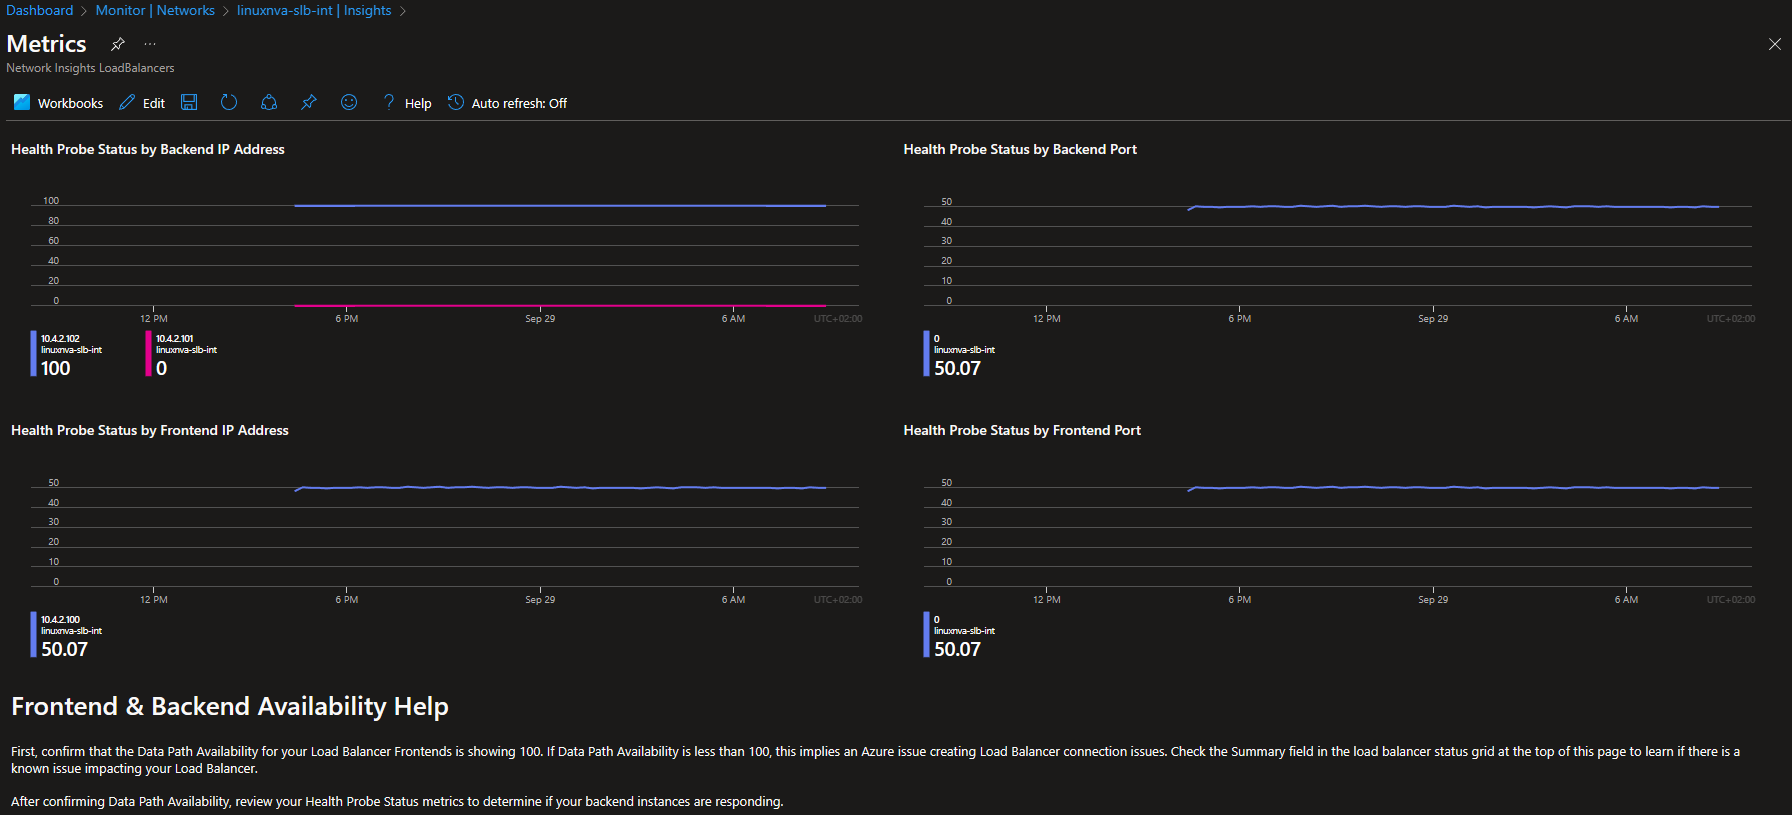 Dashboard > Monitor | Networks > linuxnva-slb-int | Insights >
Metrics ...
Network Insights LoadBalancers
Workbooks Edit ? Help Auto refresh: Off
Health Probe Status by Backend IP Address
100
80
60
40
20
0
12 PM 6 PM Sep 29 6 AM UTC+02:00
10.4.2.102
linuxnva-slb-int
100
10.4.2.101
linuxnva-slb-int
0
Health Probe Status by Backend Port
50
40
30
20
10
0
12 PM 6 PM Sep 29 6 AM UTC+02:00
0
linuxnva-slb-int
50.07
Health Probe Status by Frontend IP Address
50
40
30
20
10
0
12 PM 6 PM Sep 29 6 AM UTC+02:00
10.4.2.100
linuxnva-slb-int
50.07
Health Probe Status by Frontend Port
50
40
30
20
10
0
12 PM 6 PM Sep 29 6 AM UTC+02:00
0
linuxnva-slb-int
50.07
Frontend & Backend Availability Help
First, confirm that the Data Path Availability for your Load Balancer Frontends is showing 100. If Data Path Availability is less than 100, this implies an Azure issue creating Load Balancer connection issues. Check the Summary field in the load balancer status grid at the top of this page to learn if there is a
known issue impacting your Load Balancer.
After confirming Data Path Availability, review your Health Probe Status metrics to determine if your backend instances are responding.